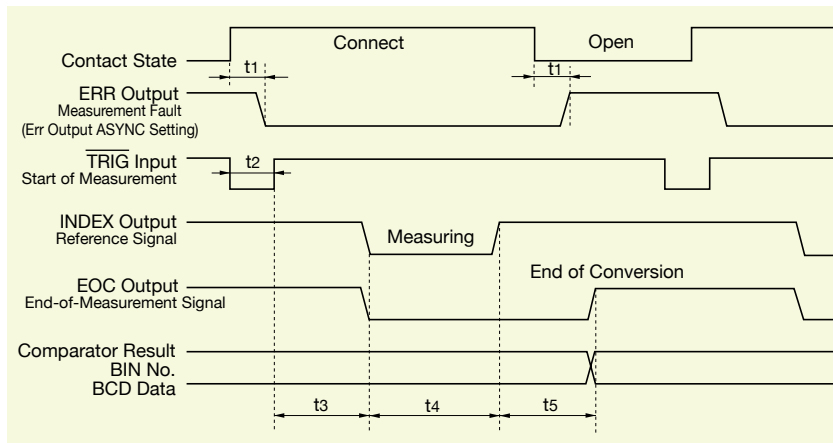 Contact State
Connect
Open
t1
t1
ERR Output
Measurement Fault
(Err Output ASYNC Setting)
TRIG Input
Start of Measurement
t2
INDEX Output
Reference Signal
Measuring
EOC Output
End-of-Measurement Signal
End of Conversion
Comparator Result
BIN No.
BCD Data
t3
t4
t5